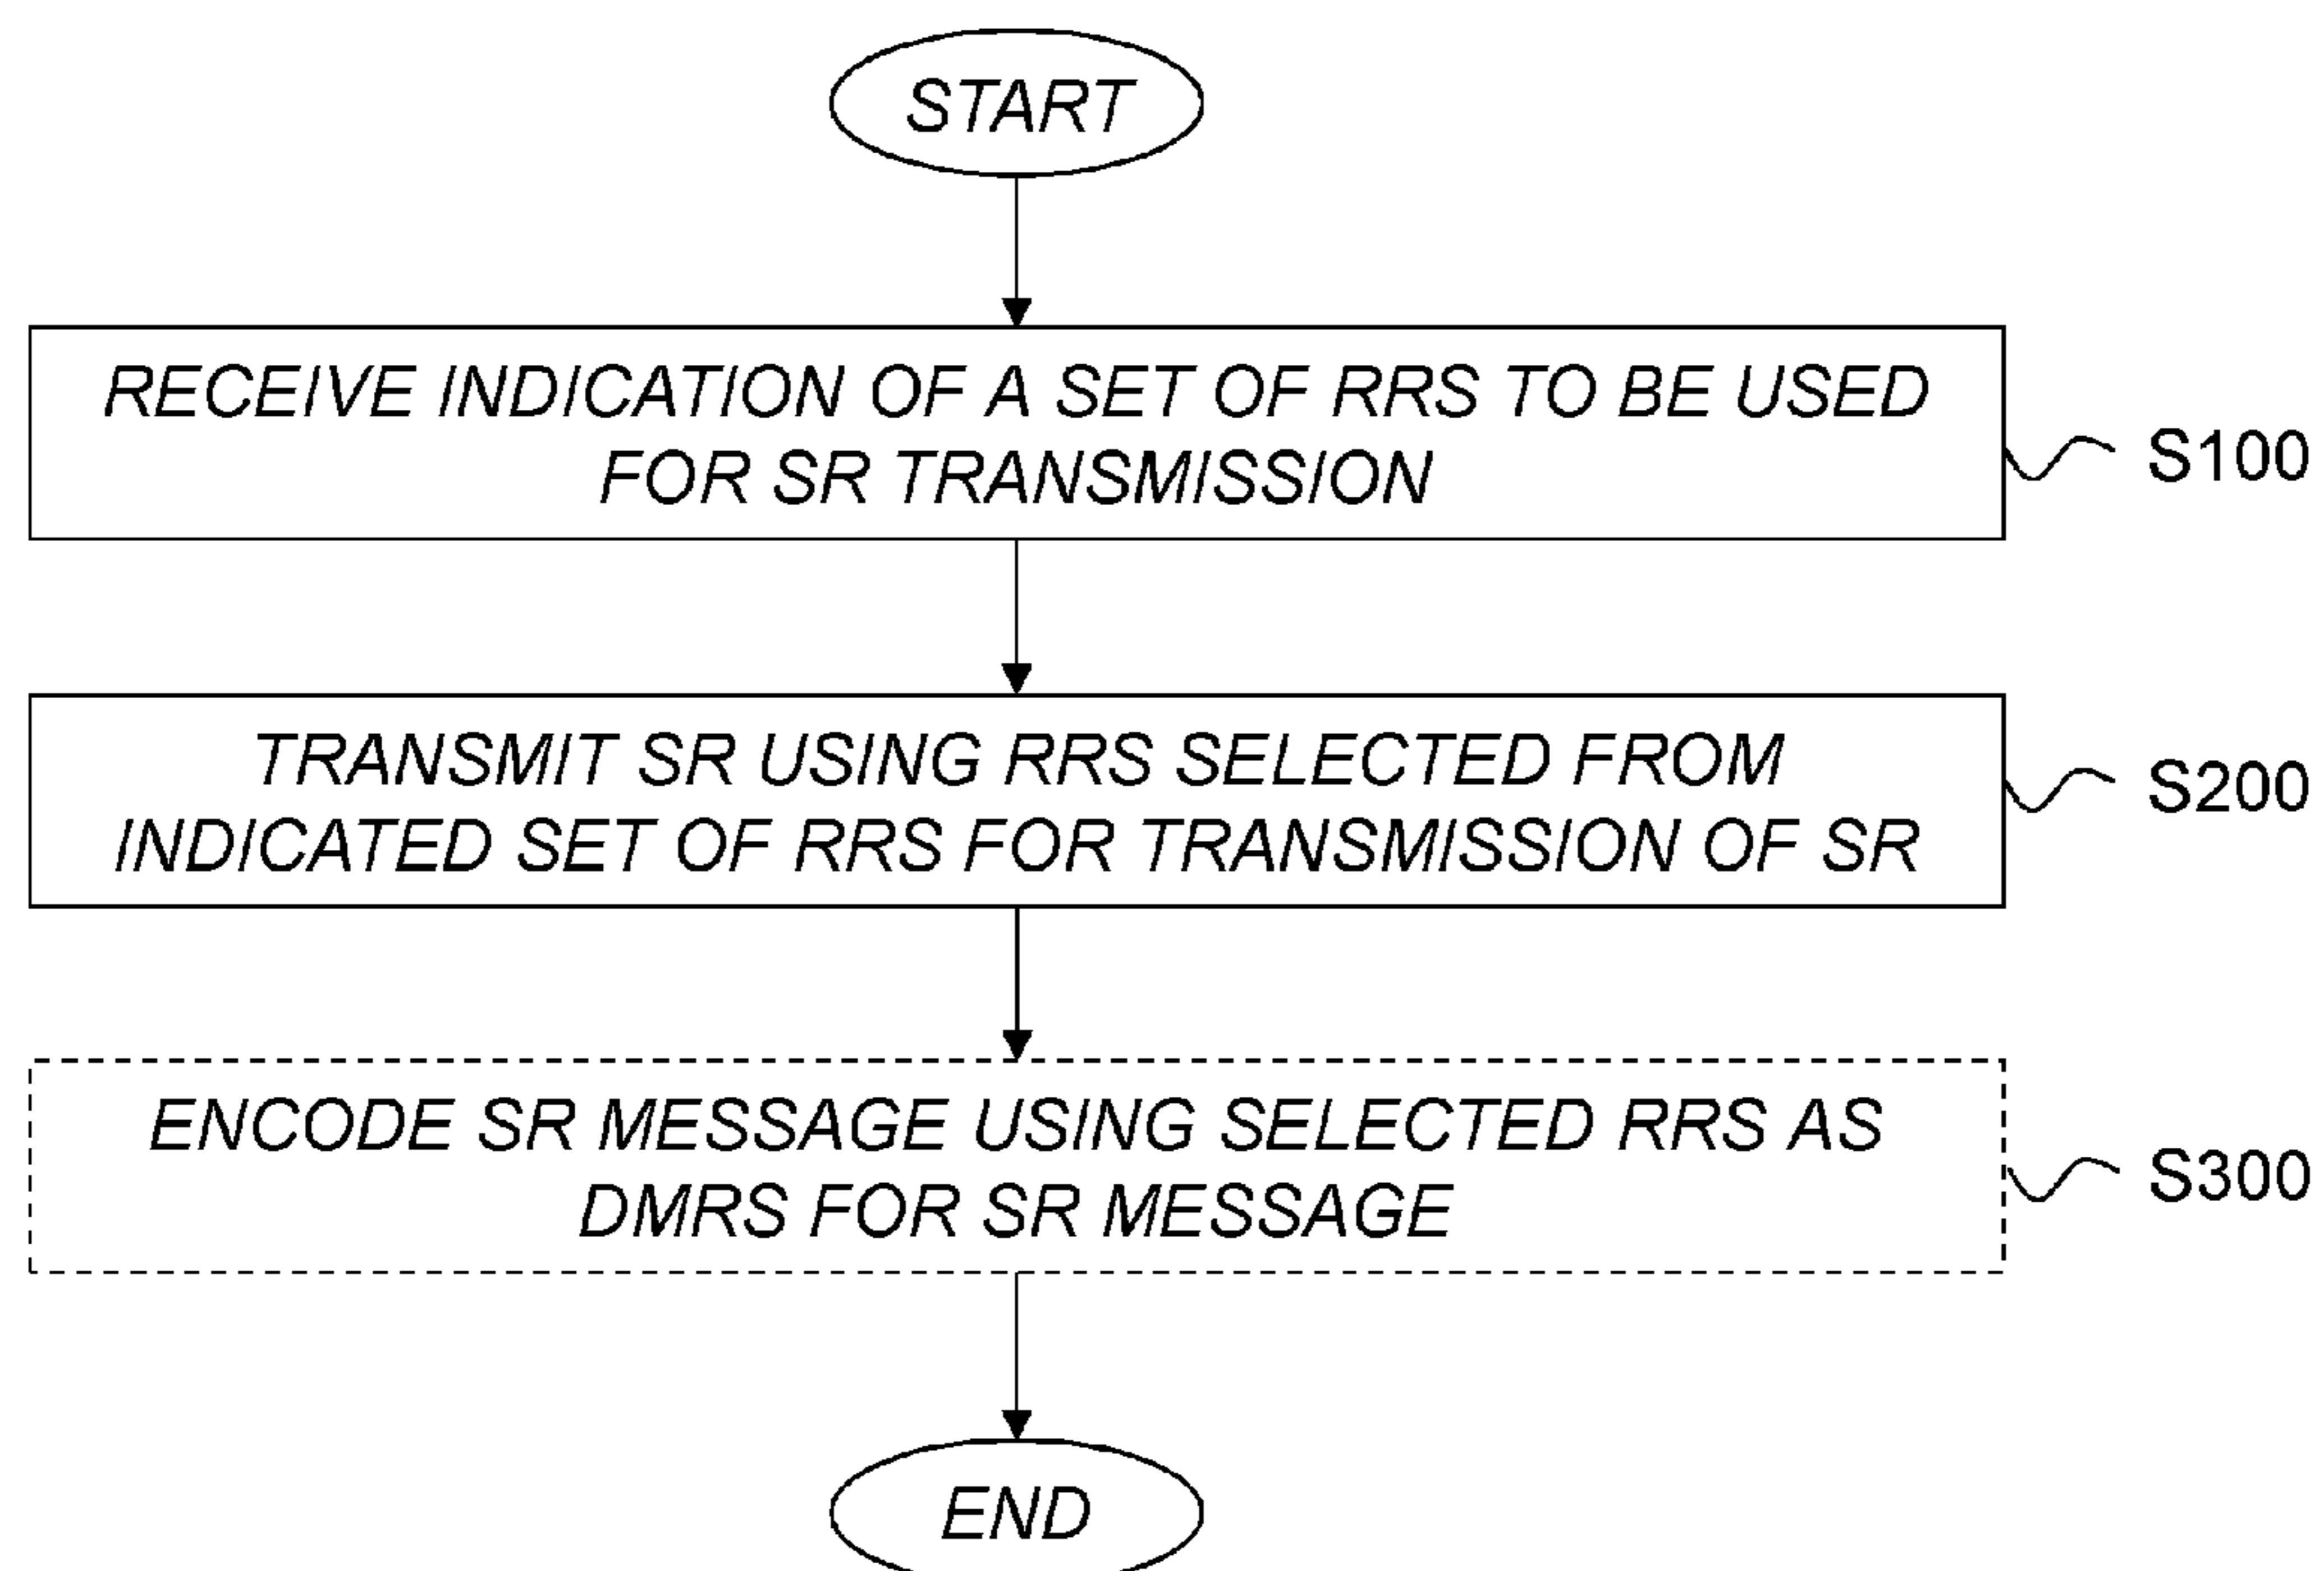 START
RECEIVE INDICATION OF A SET OF RRS TO BE USED
FOR SR TRANSMISSION
S100
TRANSMIT SR USING RRS SELECTED FROM
INDICATED SET OF RRS FOR TRANSMISSION OF SR
S200
ENCODE SR MESSAGE USING SELECTED RRS AS
DMRS FOR SR MESSAGE
S300
END